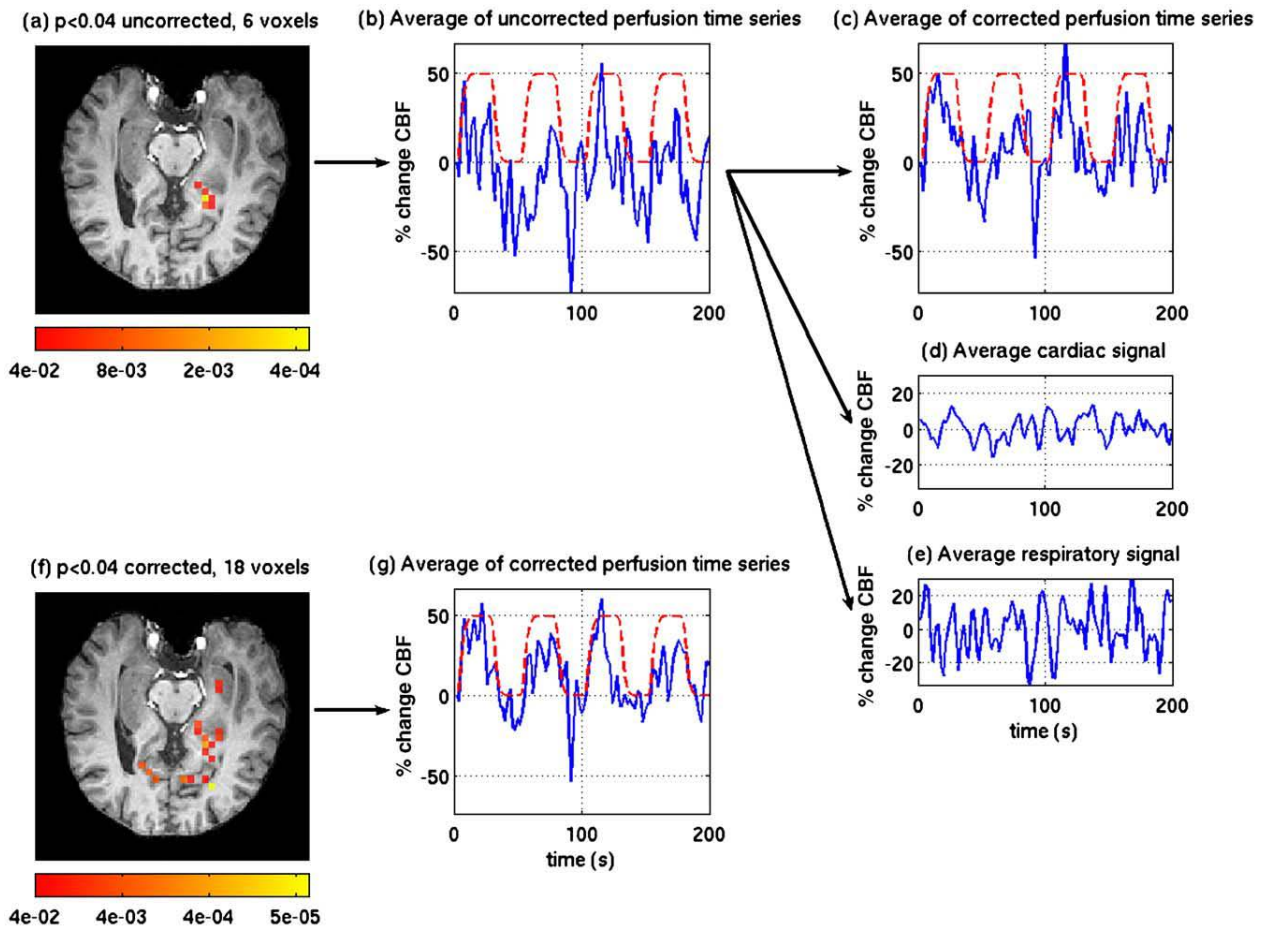 (a) p<0.04 uncorrected, 6 voxels
4e-02 8e-03 2e-03 4e-04
(b) Average of uncorrected perfusion time series
% change CBF
50
0
-50
0 100 200
(c) Average of corrected perfusion time series
% change CBF
50
0
-50
0 100 200
(d) Average cardiac signal
% change CBF
20
0
-20
0 100 200
(e) Average respiratory signal
% change CBF
20
0
-20
0 100 200
time (s)
(f) p<0.04 corrected, 18 voxels
4e-02 4e-03 4e-04 5e-05
(g) Average of corrected perfusion time series
% change CBF
50
0
-50
0 100 200
time (s)